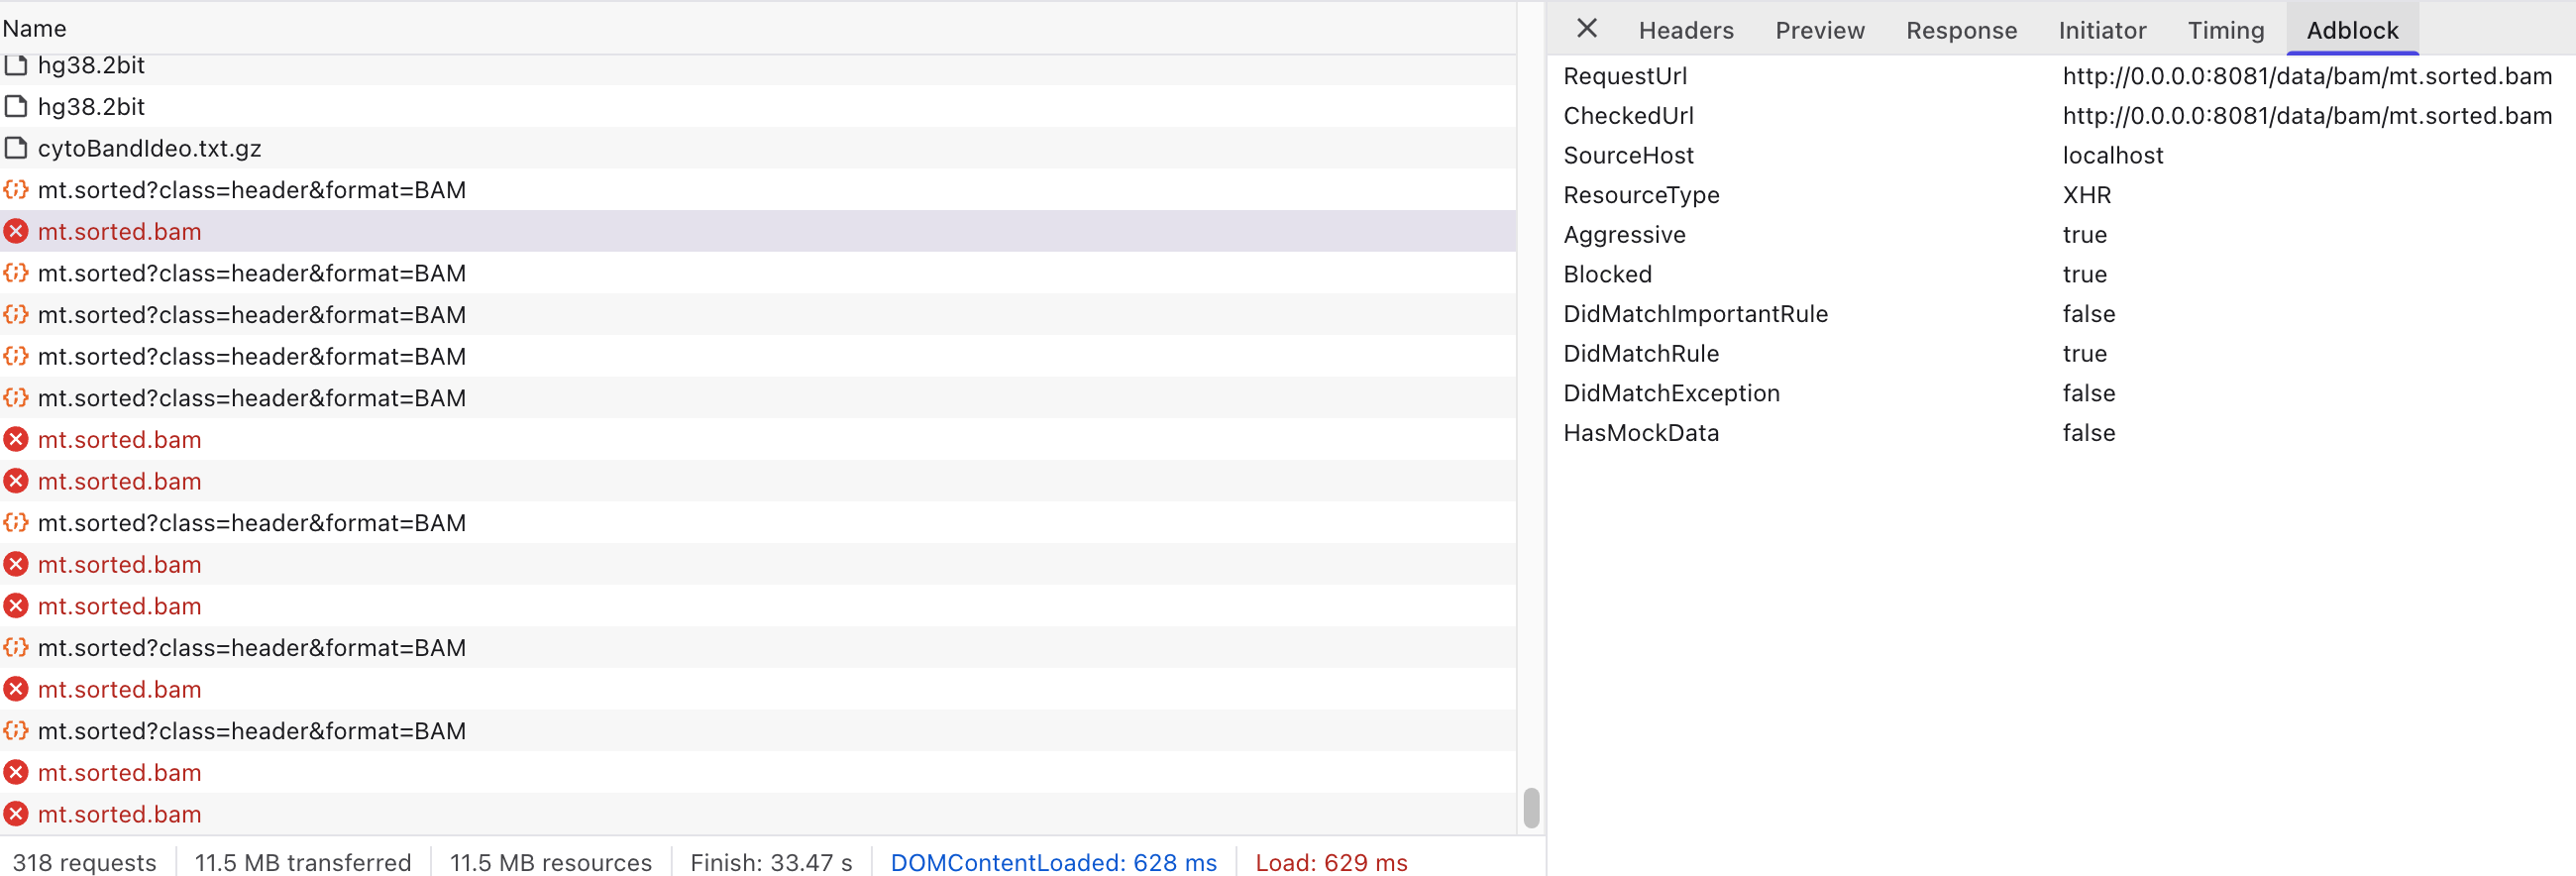 Name
hg38.2bit
hg38.2bit
cytoBandIdeo.txt.gz
mt.sorted?class=header&format=BAM
mt.sorted.bam
mt.sorted?class=header&format=BAM
mt.sorted?class=header&format=BAM
mt.sorted?class=header&format=BAM
mt.sorted?class=header&format=BAM
mt.sorted.bam
mt.sorted.bam
mt.sorted?class=header&format=BAM
mt.sorted.bam
mt.sorted.bam
mt.sorted?class=header&format=BAM
mt.sorted.bam
mt.sorted?class=header&format=BAM
mt.sorted.bam
mt.sorted.bam
318 requests 11.5 MB transferred 11.5 MB resources Finish: 33.47 s DOMContentLoaded: 628 ms Load: 629 ms
Headers Preview Response Initiator Timing Adblock
RequestUrl http://0.0.0.0:8081/data/bam/mt.sorted.bam
CheckedUrl http://0.0.0.0:8081/data/bam/mt.sorted.bam
SourceHost localhost
ResourceType XHR
Aggressive true
Blocked true
DidMatchImportantRule false
DidMatchRule true
DidMatchException false
HasMockData false